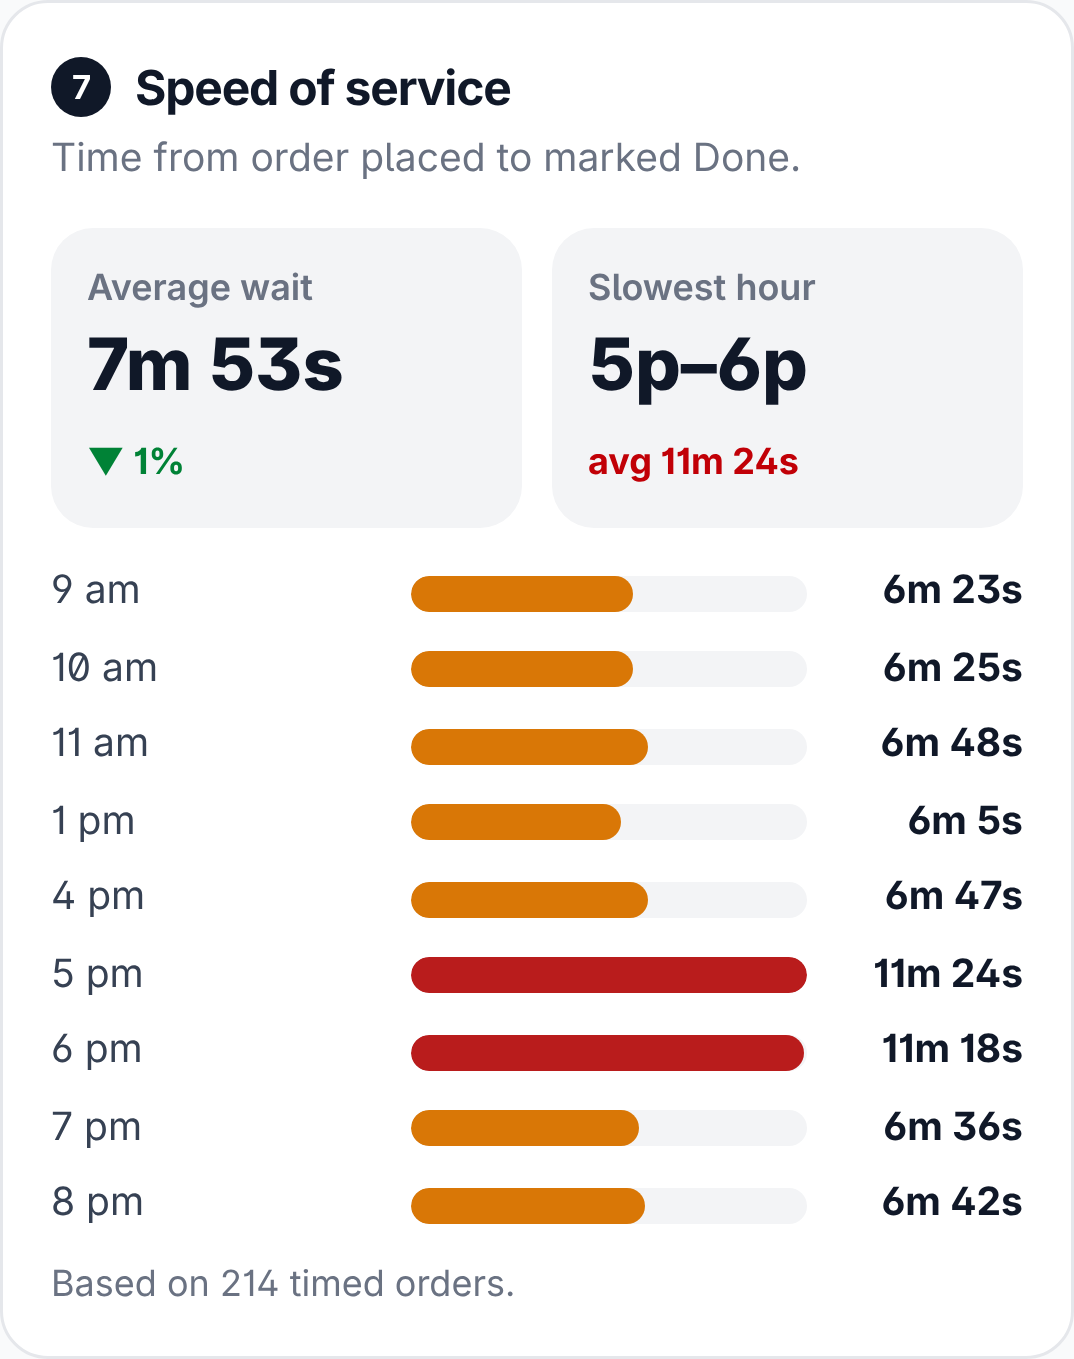 7 Speed of service
Time from order placed to marked Done.
Average wait
7m 53s
▼ 1%
Slowest hour
5p–6p
avg 11m 24s
9 am 6m 23s
10 am 6m 25s
11 am 6m 48s
1 pm 6m 5s
4 pm 6m 47s
5 pm 11m 24s
6 pm 11m 18s
7 pm 6m 36s
8 pm 6m 42s
Based on 214 timed orders.